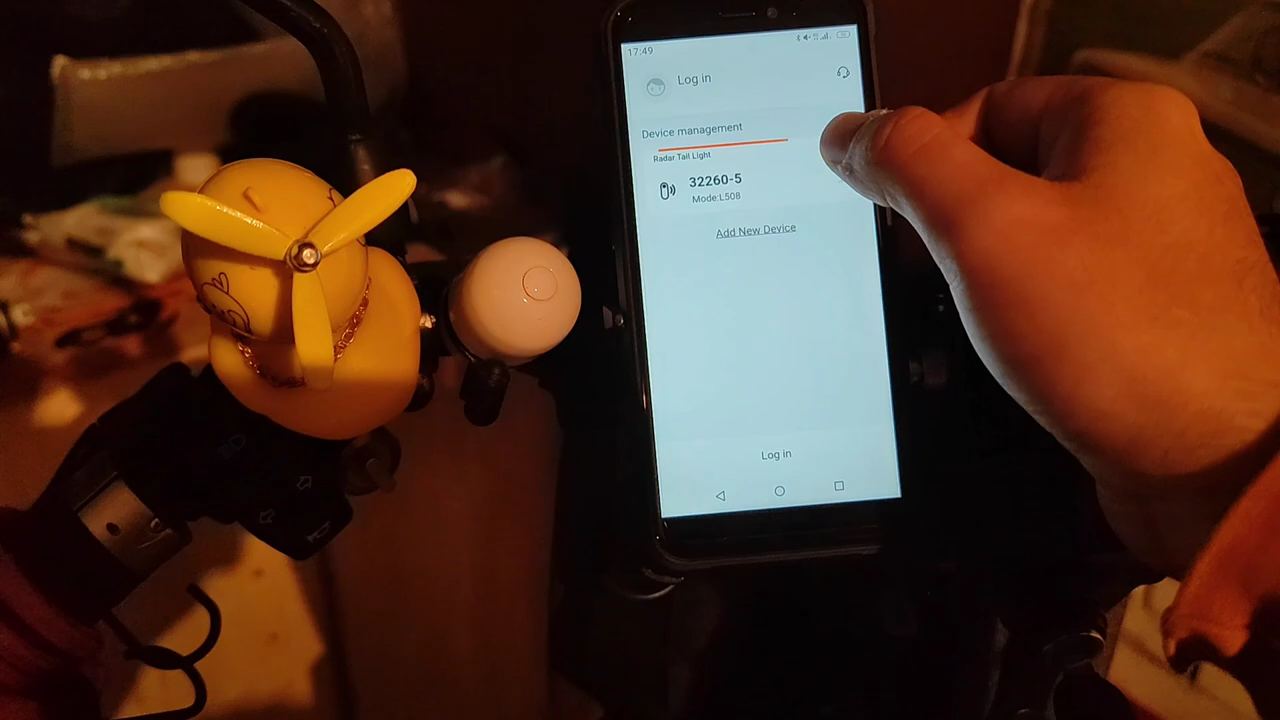 17:49
Log in
Device management
Radar Tail Light
32260-5
Mode:L508
Add New Device
Log in